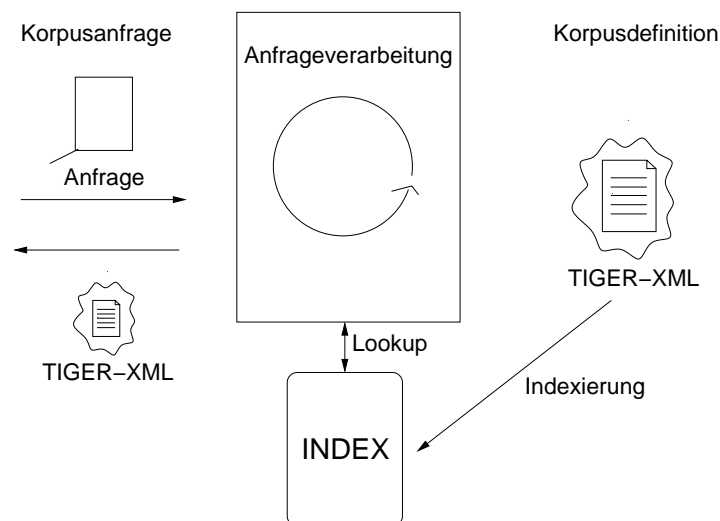 Korpusanfrage
Anfrageverarbeitung
Korpusdefinition
Anfrage
TIGER−XML
TIGER−XML
Lookup
Indexierung
INDEX